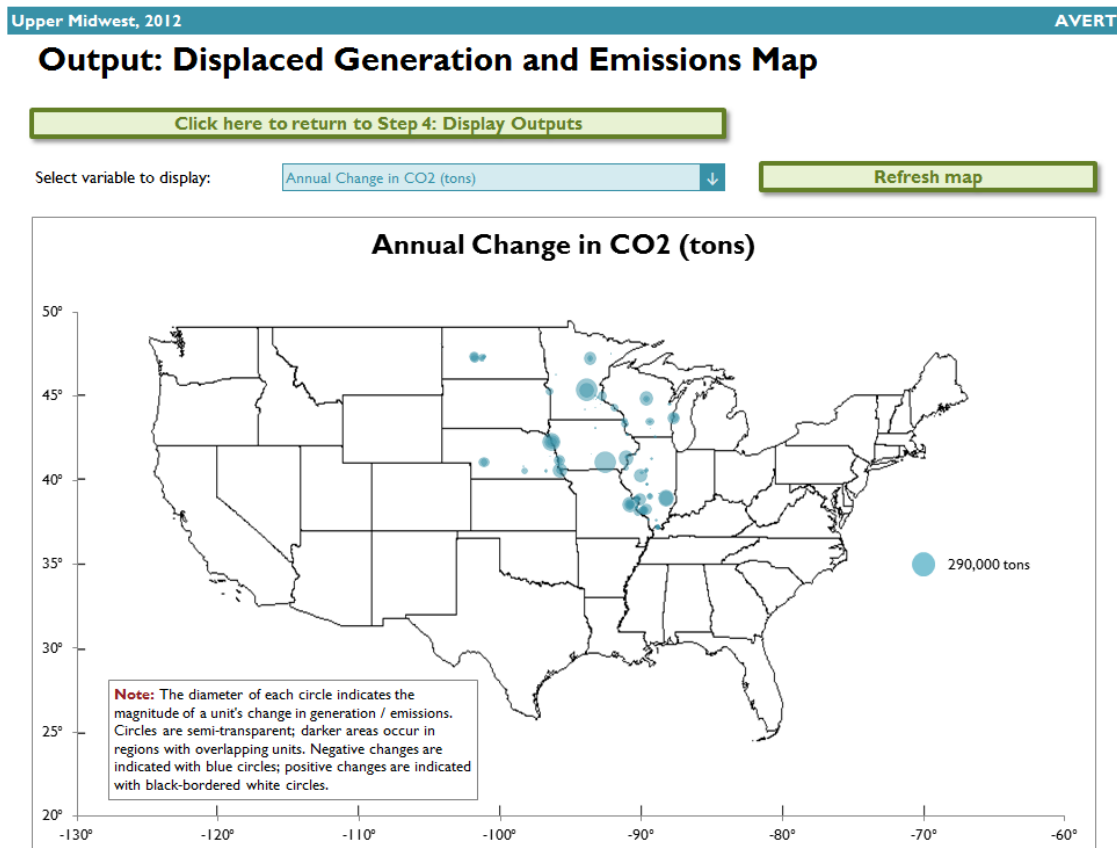 Upper Midwest, 2012 AVERT
Output: Displaced Generation and Emissions Map
Click here to return to Step 4: Display Outputs
Select variable to display: Annual Change in CO2 (tons) Refresh map
Annual Change in CO2 (tons)
50°
45°
40°
35°
30°
25°
20°
290,000 tons
Note: The diameter of each circle indicates the
magnitude of a unit's change in generation / emissions.
Circles are semi-transparent; darker areas occur in
regions with overlapping units. Negative changes are
indicated with blue circles; positive changes are indicated
with black-bordered white circles.
-130° -120° -110° -100° -90° -80° -70° -60°